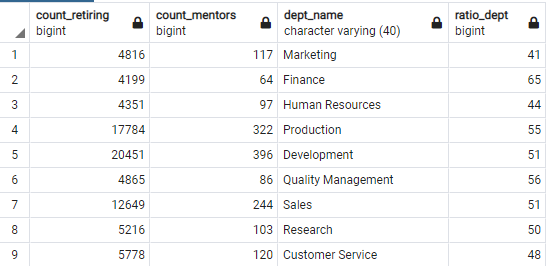 count_retiring count_mentors dept_name ratio_dept
bigint bigint character varying (40) bigint
1 4816 117 Marketing 41
2 4199 64 Finance 65
3 4351 97 Human Resources 44
4 17784 322 Production 55
5 20451 396 Development 51
6 4865 86 Quality Management 56
7 12649 244 Sales 51
8 5216 103 Research 50
9 5778 120 Customer Service 48